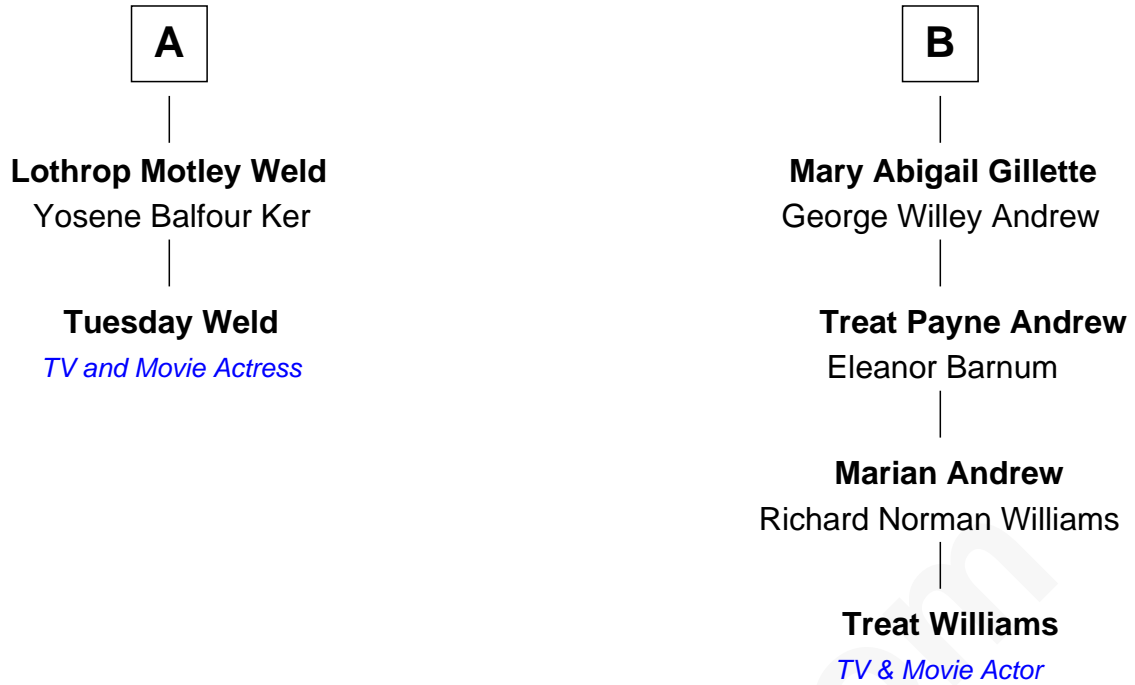 A
Lothrop Motley Weld
Yosene Balfour Ker
Tuesday Weld
TV and Movie Actress
B
Mary Abigail Gillette
George Willey Andrew
Treat Payne Andrew
Eleanor Barnum
Marian Andrew
Richard Norman Williams
Treat Williams
TV & Movie Actor